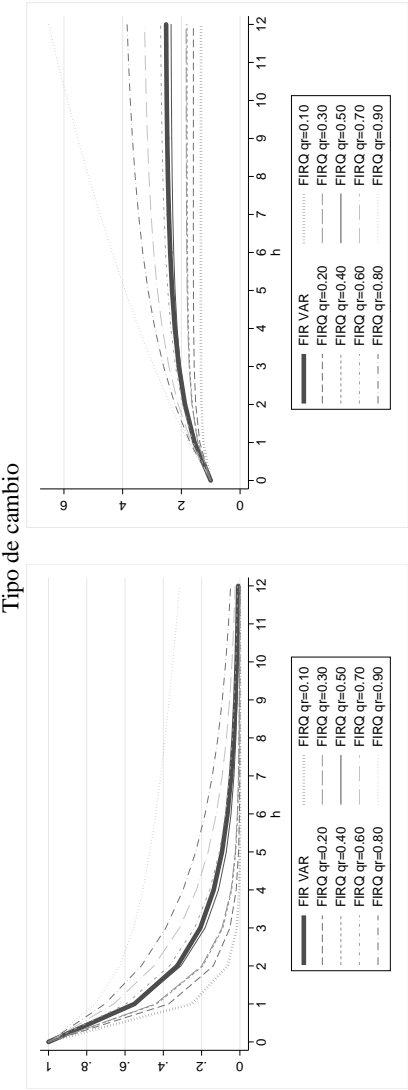 Tipo de cambio
1
.8
.6
.4
.2
0
0 1 2 3 4 5 6 7 8 9 10 11 12
h
FIR VAR FIRQ qr=0.10
FIRQ qr=0.20 FIRQ qr=0.30
FIRQ qr=0.40 FIRQ qr=0.50
FIRQ qr=0.60 FIRQ qr=0.70
FIRQ qr=0.80 FIRQ qr=0.90
6
4
2
0
0 1 2 3 4 5 6 7 8 9 10 11 12
h
FIR VAR FIRQ qr=0.10
FIRQ qr=0.20 FIRQ qr=0.30
FIRQ qr=0.40 FIRQ qr=0.50
FIRQ qr=0.60 FIRQ qr=0.70
FIRQ qr=0.80 FIRQ qr=0.90